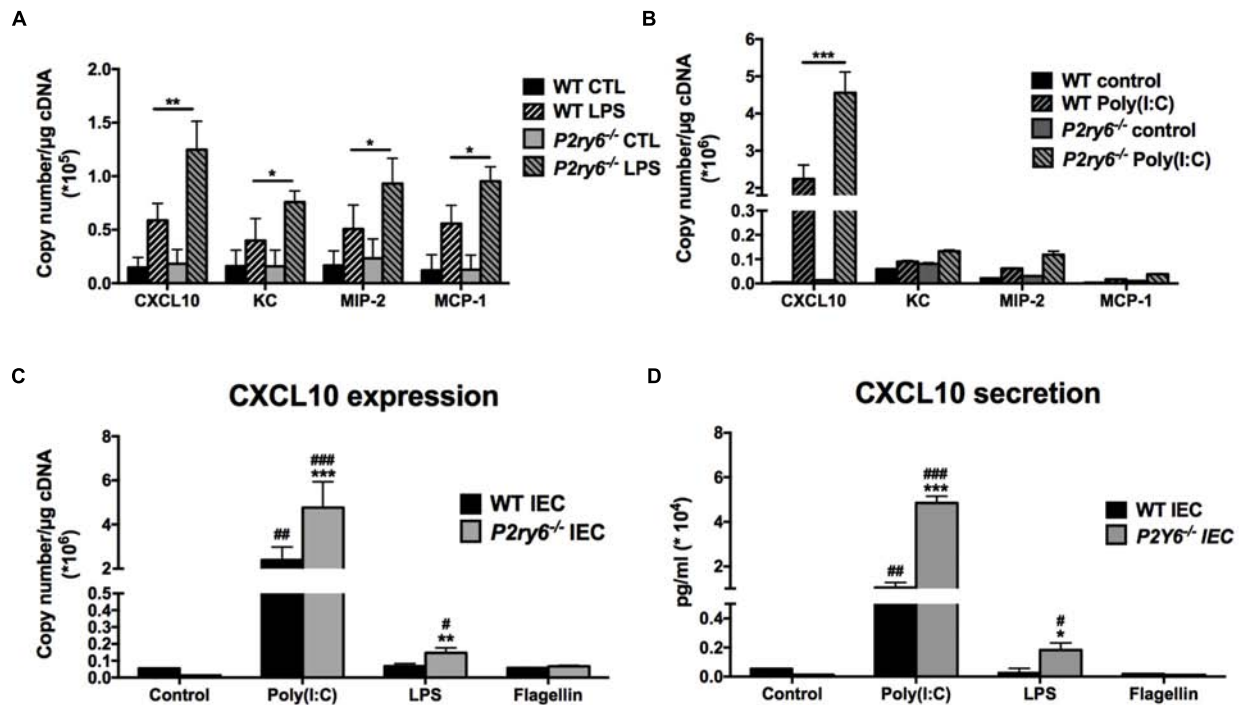 A
Copy number/µg cDNA
(*10⁵)
2.0
1.5
1.0
0.5
0.0
**
*
*
*
CXCL10 KC MIP-2 MCP-1
WT CTL
WT LPS
P2ry6⁻/⁻ CTL
P2ry6⁻/⁻ LPS
B
Copy number/µg cDNA
(*10⁶)
6
5
4
3
2
0.3
0.2
0.1
0.0
***
CXCL10 KC MIP-2 MCP-1
WT control
WT Poly(I:C)
P2ry6⁻/⁻ control
P2ry6⁻/⁻ Poly(I:C)
C
CXCL10 expression
Copy number/µg cDNA
(*10⁶)
8
6
4
2
0.5
0.4
0.3
0.2
0.1
0.0
##
###
***
#
**
Control Poly(I:C) LPS Flagellin
WT IEC
P2ry6⁻/⁻ IEC
D
CXCL10 secretion
pg/ml (* 10⁴)
8
6
4
2
0.4
0.2
0.0
##
###
***
#
*
Control Poly(I:C) LPS Flagellin
WT IEC
P2Y6⁻/⁻ IEC